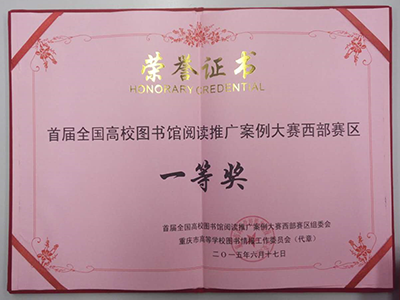 荣誉证书
HONORARY CREDENTIAL
首届全国高校图书馆阅读推广案例大赛西部赛区
一等奖
首届全国高校图书馆阅读推广案例大赛西部赛区组委会
重庆市高等学校图书情报工作委员会（代章）
二〇一五年六月十七日